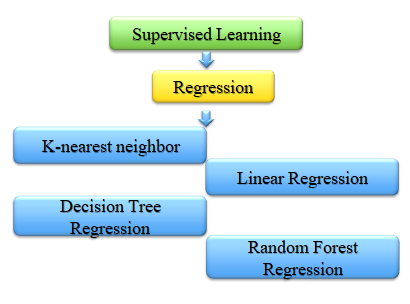 Supervised Learning
Regression
K-nearest neighbor
Linear Regression
Decision Tree
Regression
Random Forest
Regression